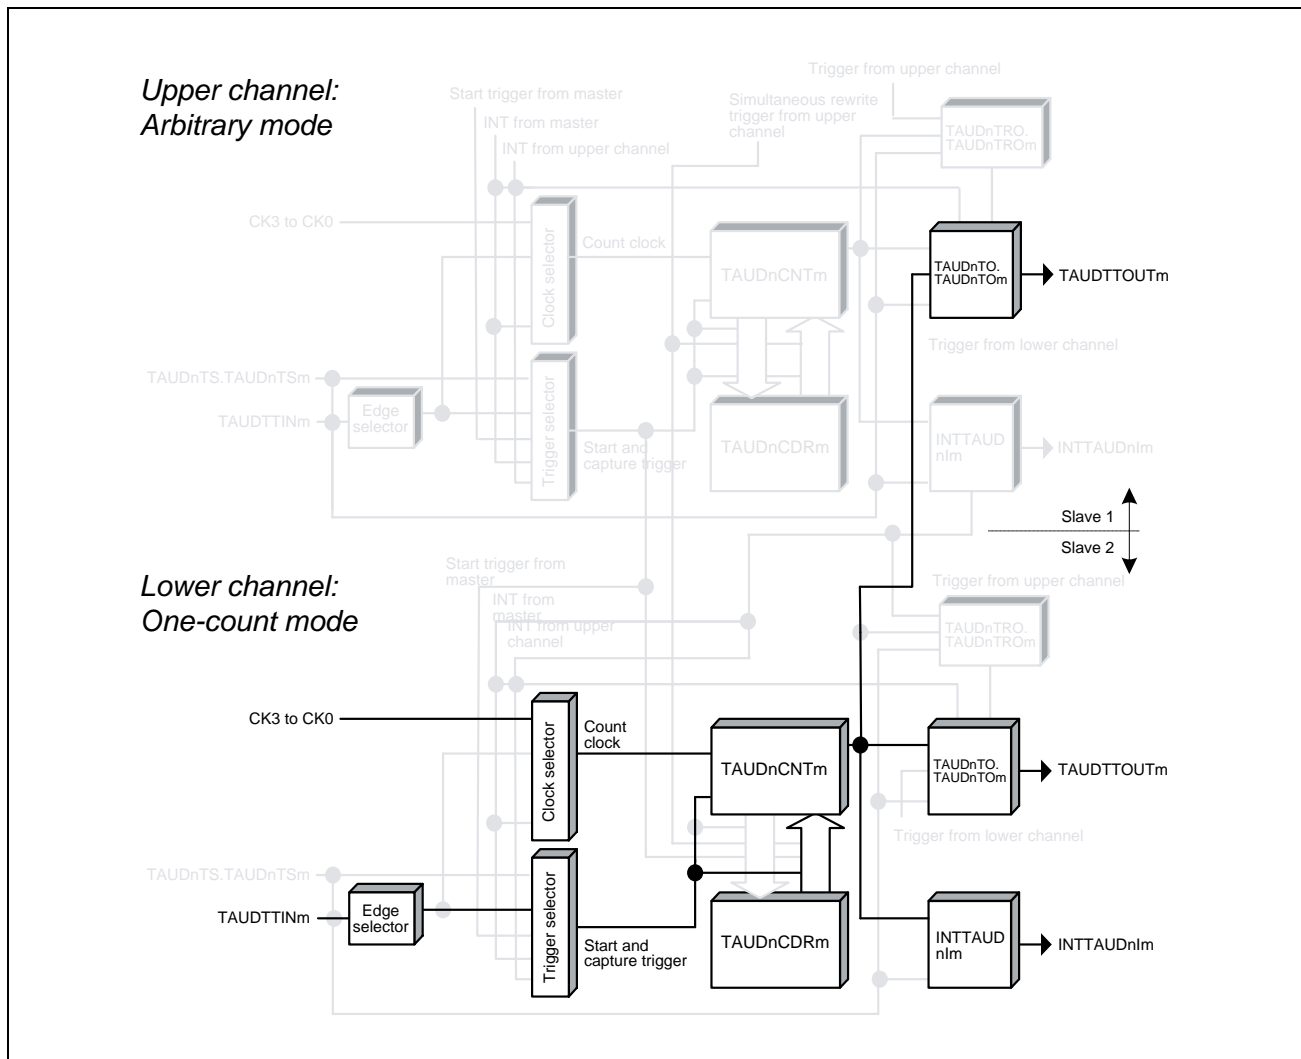 Upper channel:
Arbitrary mode
Trigger from upper channel
Start trigger from master
Simultaneous rewrite
trigger from upper
channel
INT from master
INT from upper channel
TAUDnTRO.
TAUDnTROm
CK3 to CK0
Clock selector
Count clock
TAUDnCNTm
TAUDnTO.
TAUDnTOm
TAUDTTOUTm
Trigger from lower channel
TAUDnTS.TAUDnTSm
TAUDTTINm
Edge
selector
Trigger selector
Start and
capture trigger
TAUDnCDRm
INTTAUD
nIm
INTTAUDnIm
Slave 1
Slave 2
Lower channel:
One-count mode
Start trigger from
master
INT from
master
INT from upper
channel
Trigger from upper channel
TAUDnTRO.
TAUDnTROm
CK3 to CK0
Clock selector
Count
clock
TAUDnCNTm
TAUDnTO.
TAUDnTOm
TAUDTTOUTm
Trigger from lower channel
TAUDnTS.TAUDnTSm
TAUDTTINm
Edge
selector
Trigger selector
Start and
capture trigger
TAUDnCDRm
INTTAUD
nIm
INTTAUDnIm